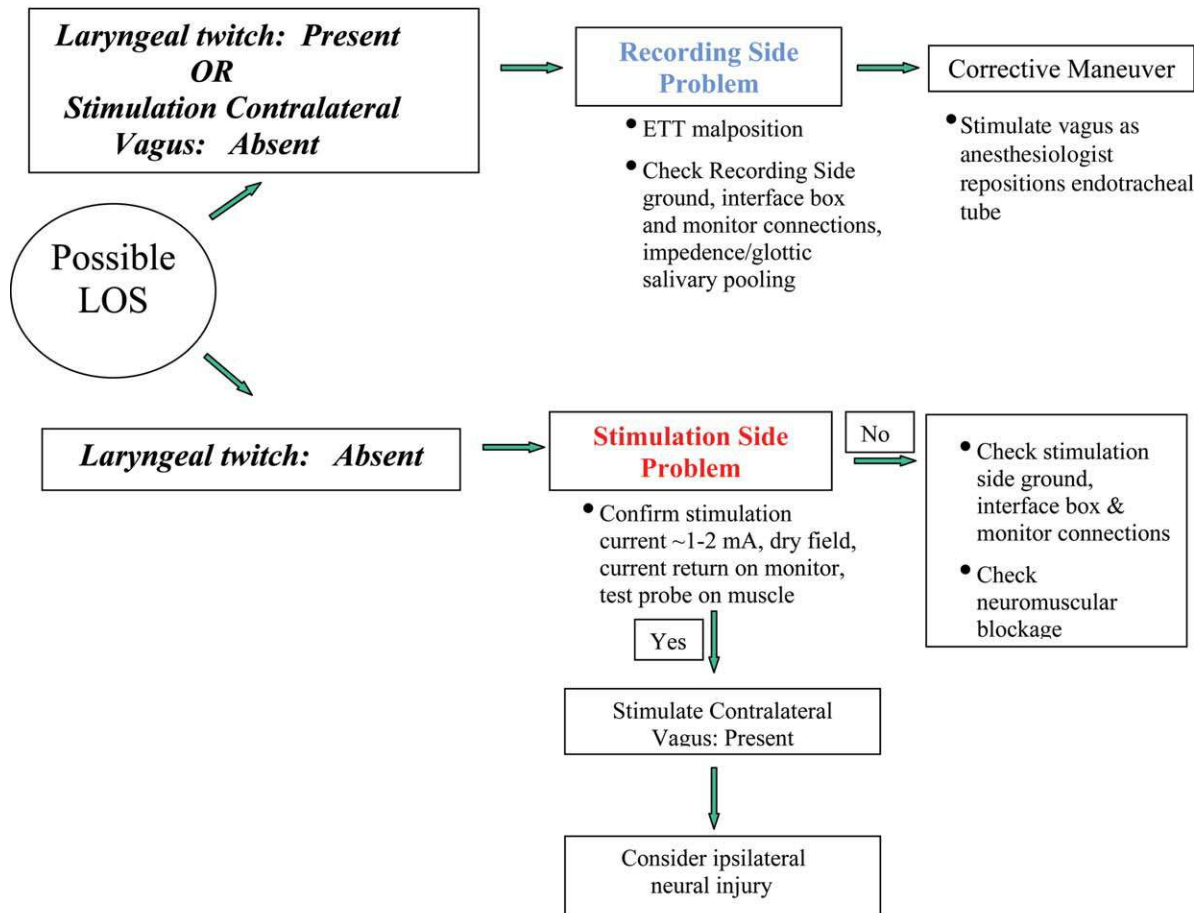 Laryngeal twitch: Present
OR
Stimulation Contralateral
Vagus: Absent
Recording Side
Problem
• ETT malposition
• Check Recording Side
ground, interface box
and monitor connections,
impedence/glottic
salivary pooling
Corrective Maneuver
• Stimulate vagus as
anesthesiologist
repositions endotracheal
tube
Possible
LOS
Laryngeal twitch: Absent
Stimulation Side
Problem
• Confirm stimulation
current ~1-2 mA, dry field,
current return on monitor,
test probe on muscle
No
• Check stimulation
side ground,
interface box &
monitor connections
• Check
neuromuscular
blockage
Yes
Stimulate Contralateral
Vagus: Present
Consider ipsilateral
neural injury